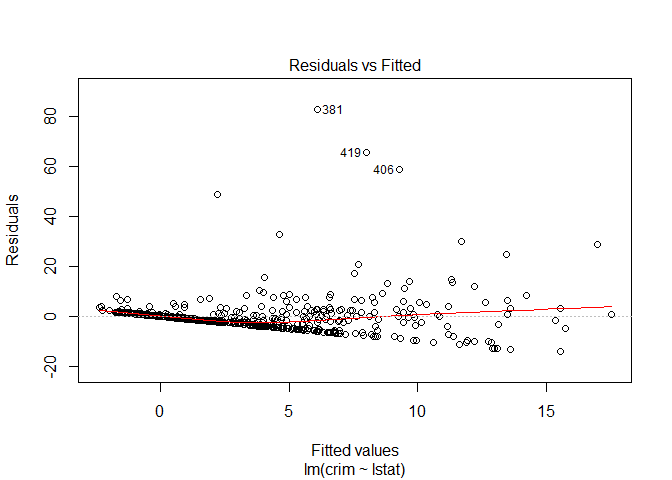 Residuals vs Fitted
80
60
40
20
0
-20
Residuals
381
419
406
0 5 10 15
Fitted values
lm(crim ~ lstat)